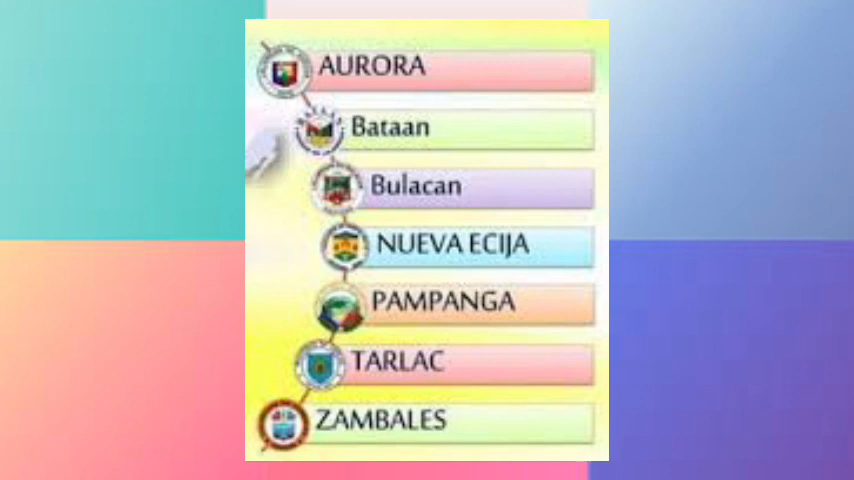 AURORA
Bataan
Bulacan
NUEVA ECIJA
PAMPANGA
TARLAC
ZAMBALES